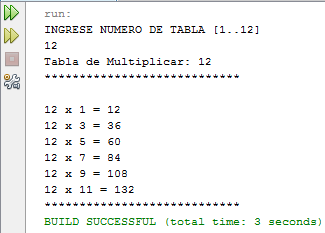 run:
INGRESE NUMERO DE TABLA [1..12]
12
Tabla de Multiplicar: 12
***************************
12 x 1 = 12
12 x 3 = 36
12 x 5 = 60
12 x 7 = 84
12 x 9 = 108
12 x 11 = 132
***************************
BUILD SUCCESSFUL (total time: 3 seconds)